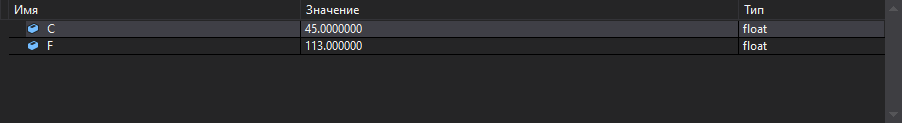 Имя Значение Тип
C 45.0000000 float
F 113.000000 float